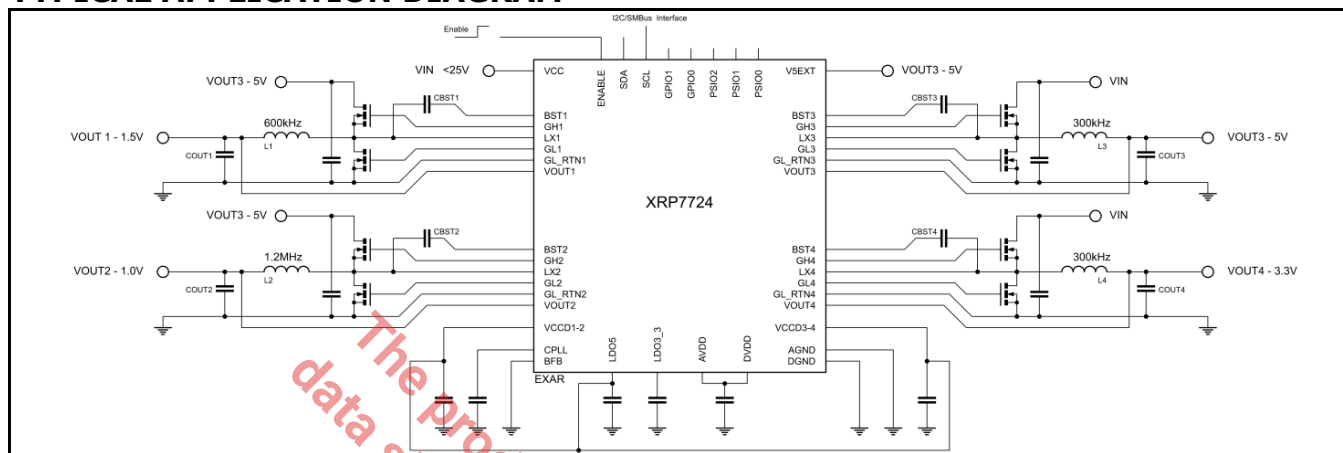 TYPICAL APPLICATION DIAGRAM
I2C/SMBus Interface
Enable
VIN <25V
VCC
ENABLE
SDA
SCL
GPIO1
GPIO0
PSIO2
PSIO1
PSIO0
V5EXT
VOUT3 - 5V
VOUT3 - 5V
CBST1
BST1
GH1
LX1
GL1
GL_RTN1
VOUT1
600kHz
L1
VOUT 1 - 1.5V
COUT1
VIN
CBST3
BST3
GH3
LX3
GL3
GL_RTN3
VOUT3
300kHz
L3
VOUT3 - 5V
COUT3
XRP7724
VOUT3 - 5V
CBST2
BST2
GH2
LX2
GL2
GL_RTN2
VOUT2
1.2MHz
L2
VOUT2 - 1.0V
COUT2
VIN
CBST4
BST4
GH4
LX4
GL4
GL_RTN4
VOUT4
300kHz
L4
VOUT4 - 3.3V
COUT4
VCCD1-2
CPLL
BFB
LDO5
LDO3_3
AVDD
DVDD
VCCD3-4
AGND
DGND
EXAR
The
data